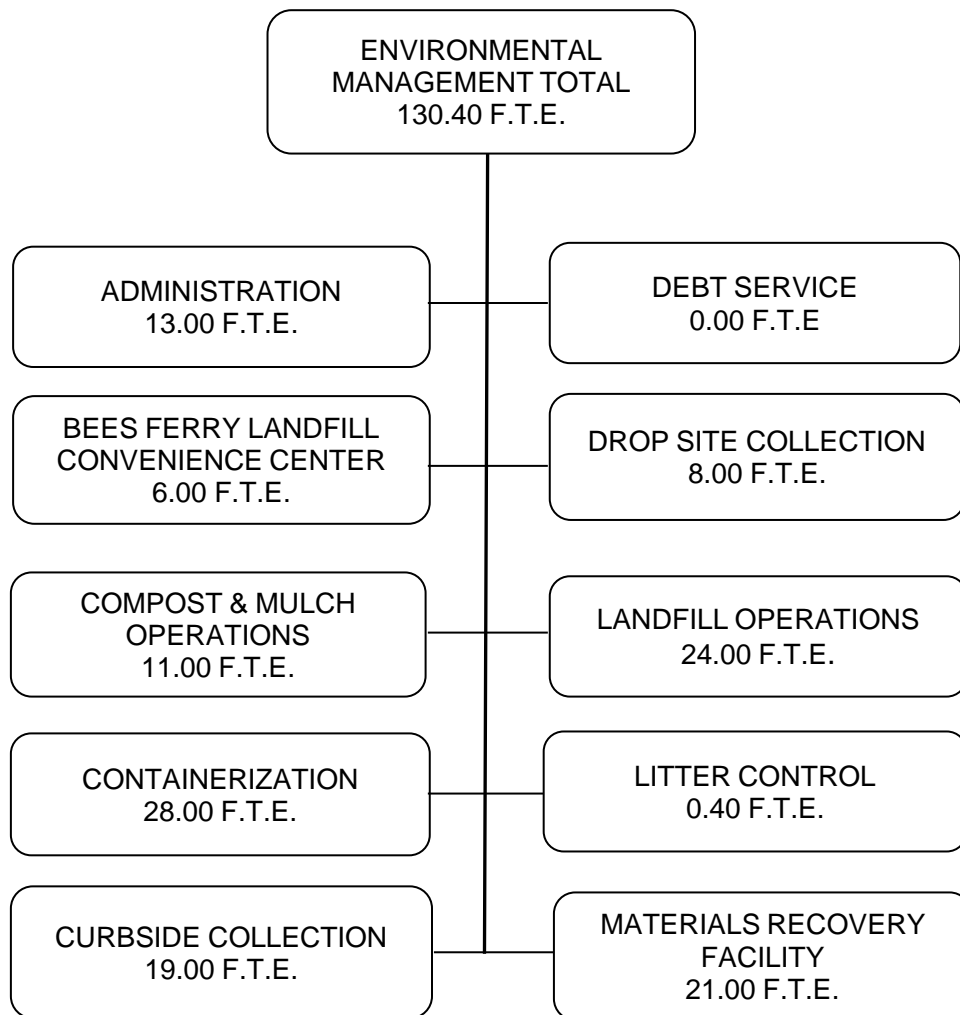 ENVIRONMENTAL
MANAGEMENT TOTAL
130.40 F.T.E.
ADMINISTRATION
13.00 F.T.E.
DEBT SERVICE
0.00 F.T.E
BEES FERRY LANDFILL
CONVENIENCE CENTER
6.00 F.T.E.
DROP SITE COLLECTION
8.00 F.T.E.
COMPOST & MULCH
OPERATIONS
11.00 F.T.E.
LANDFILL OPERATIONS
24.00 F.T.E.
CONTAINERIZATION
28.00 F.T.E.
LITTER CONTROL
0.40 F.T.E.
CURBSIDE COLLECTION
19.00 F.T.E.
MATERIALS RECOVERY
FACILITY
21.00 F.T.E.